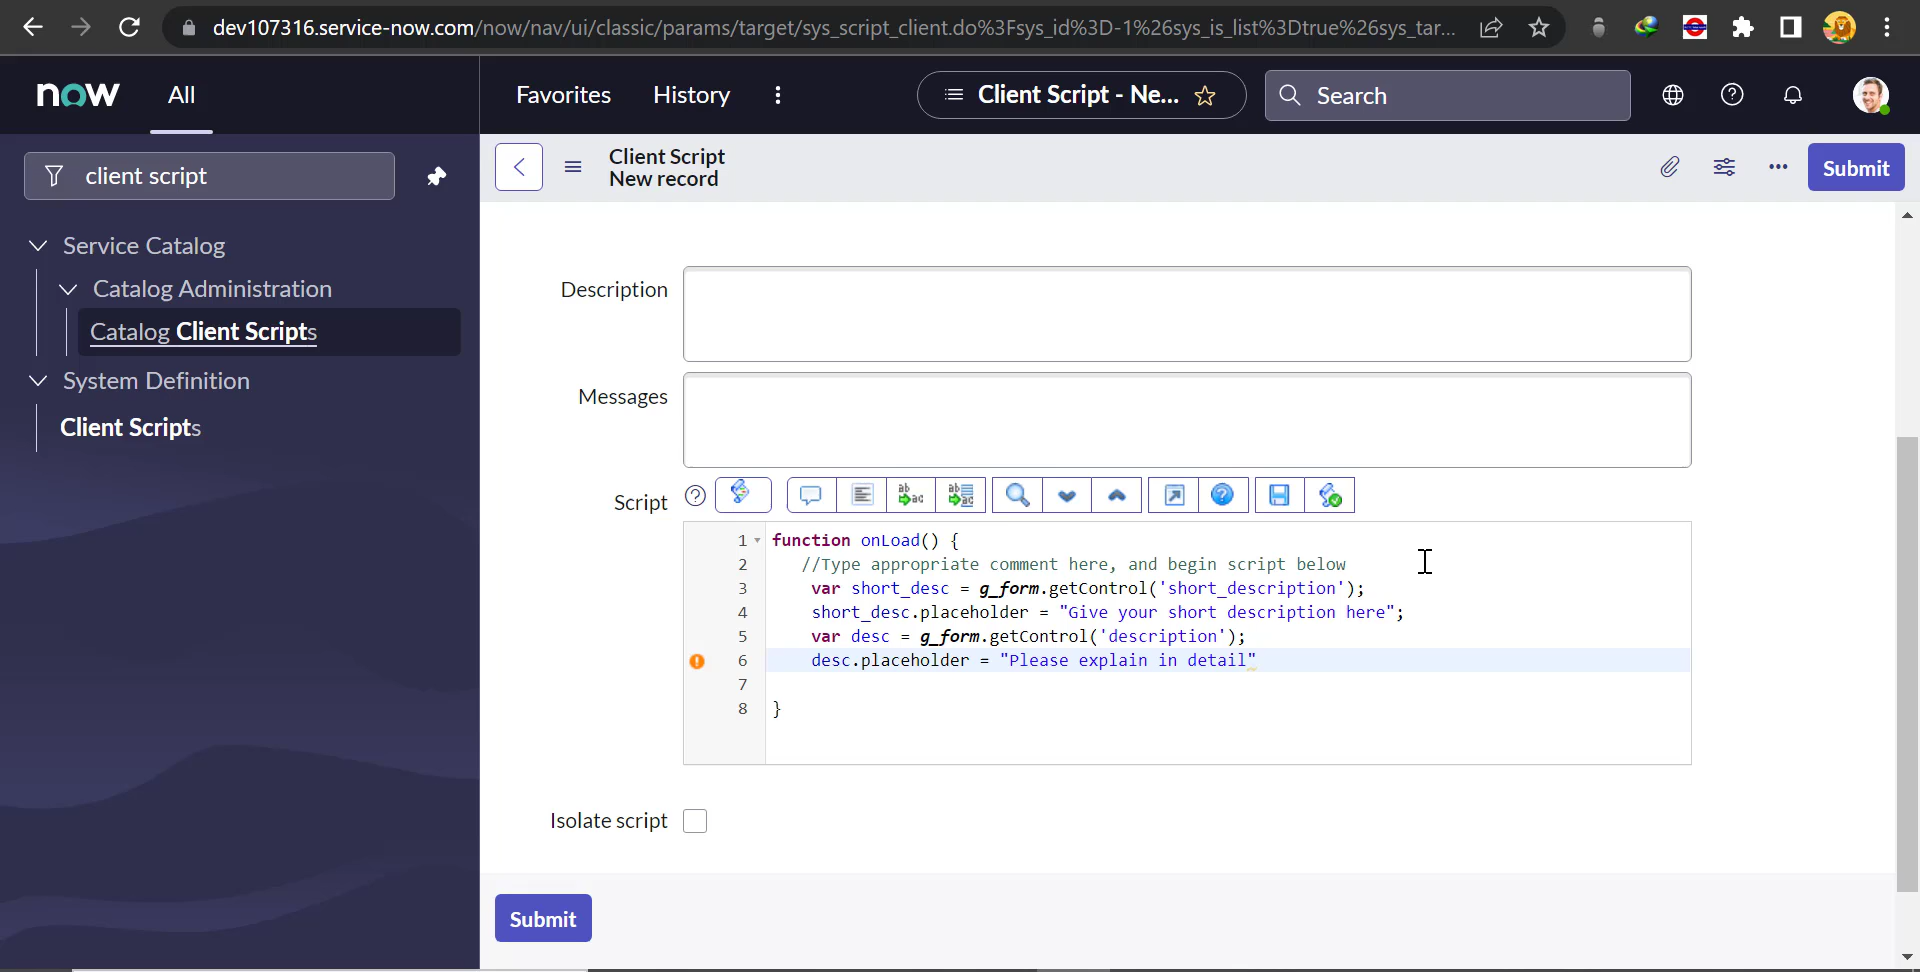 dev107316.service-now.com/now/nav/ui/classic/params/target/sys_script_client.do%3Fsys_id%3D-1%26sys_is_list%3Dtrue%26sys_tar...
now
All
Favorites
History
Client Script - Ne...
Search
client script
Client Script
New record
Submit
Service Catalog
Catalog Administration
Catalog Client Scripts
System Definition
Client Scripts
Description
Messages
Script
1 function onLoad() {
2 //Type appropriate comment here, and begin script below
3 var short_desc = g_form.getControl('short_description');
4 short_desc.placeholder = "Give your short description here";
5 var desc = g_form.getControl('description');
6 desc.placeholder = "Please explain in detail"
7
8 }
Isolate script
Submit